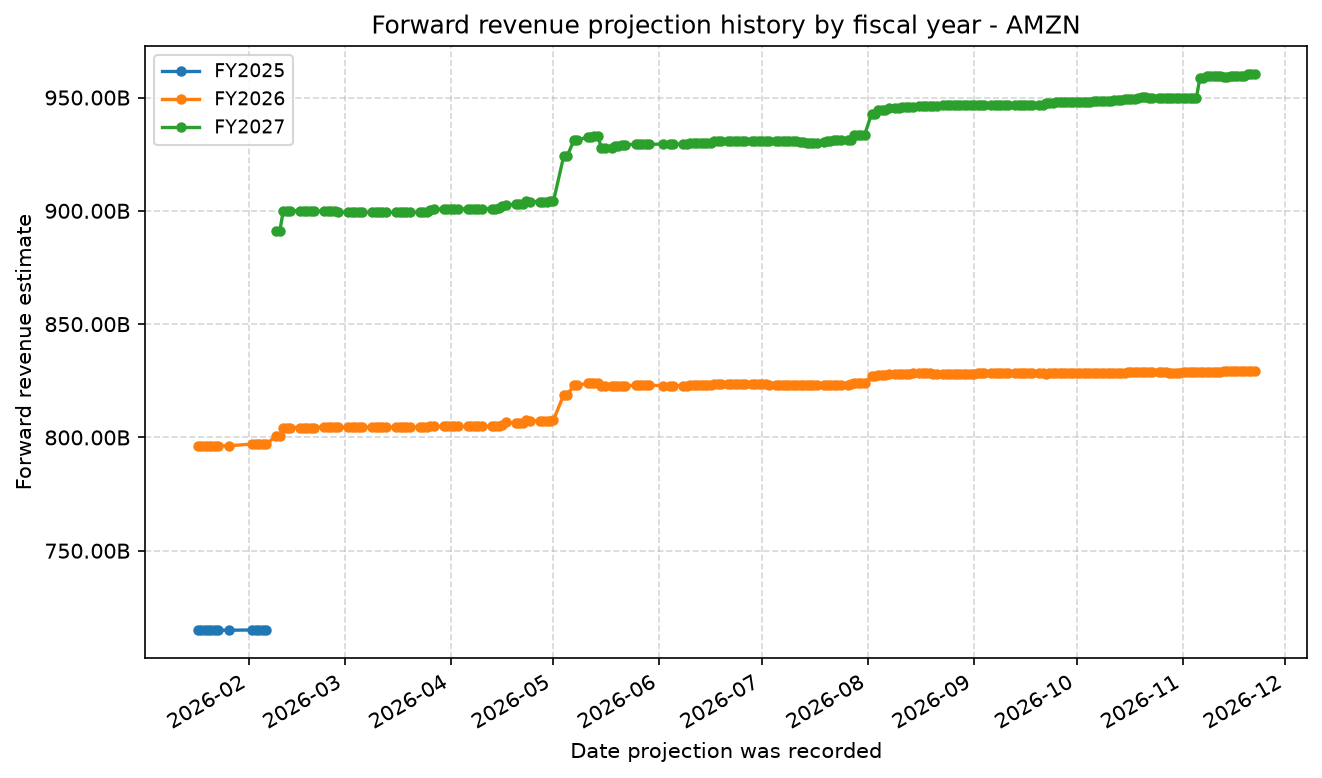 Forward revenue projection history by fiscal year - AMZN
FY2025
FY2026
FY2027
Forward revenue estimate
950.00B
900.00B
850.00B
800.00B
750.00B
2026-02
2026-03
2026-04
2026-05
2026-06
2026-07
2026-08
2026-09
2026-10
2026-11
2026-12
Date projection was recorded